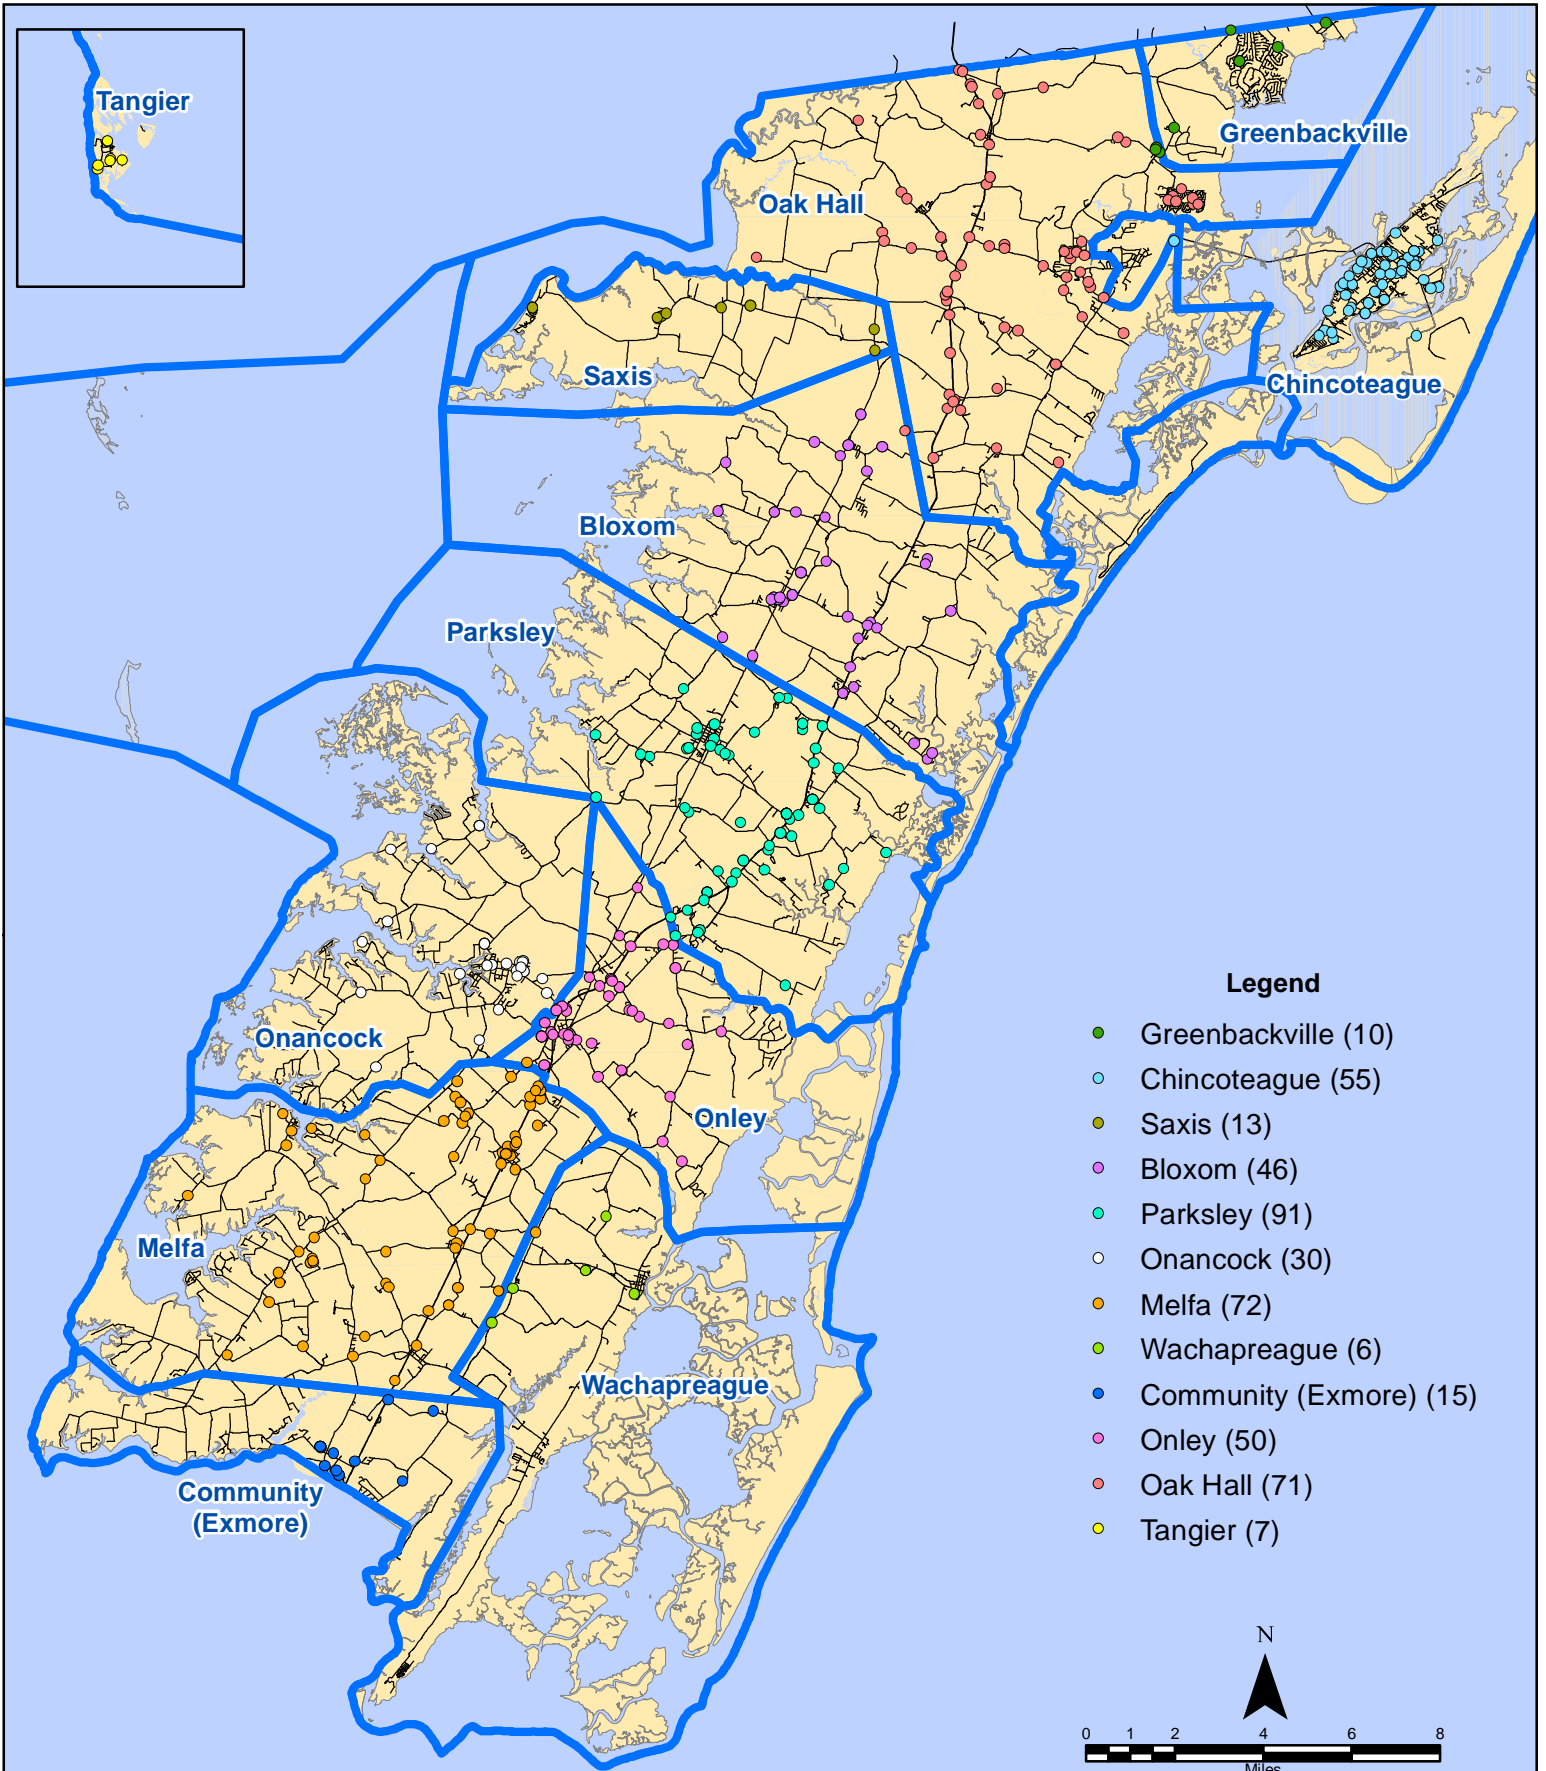 Tangier
Greenbackville
Oak Hall
Saxis
Chincoteague
Bloxom
Parksley
Onancock
Onley
Melfa
Wachapreague
Community
(Exmore)
Legend
Greenbackville (10)
Chincoteague (55)
Saxis (13)
Bloxom (46)
Parksley (91)
Onancock (30)
Melfa (72)
Wachapreague (6)
Community (Exmore) (15)
Onley (50)
Oak Hall (71)
Tangier (7)
N
0 1 2 4 6 8
Miles